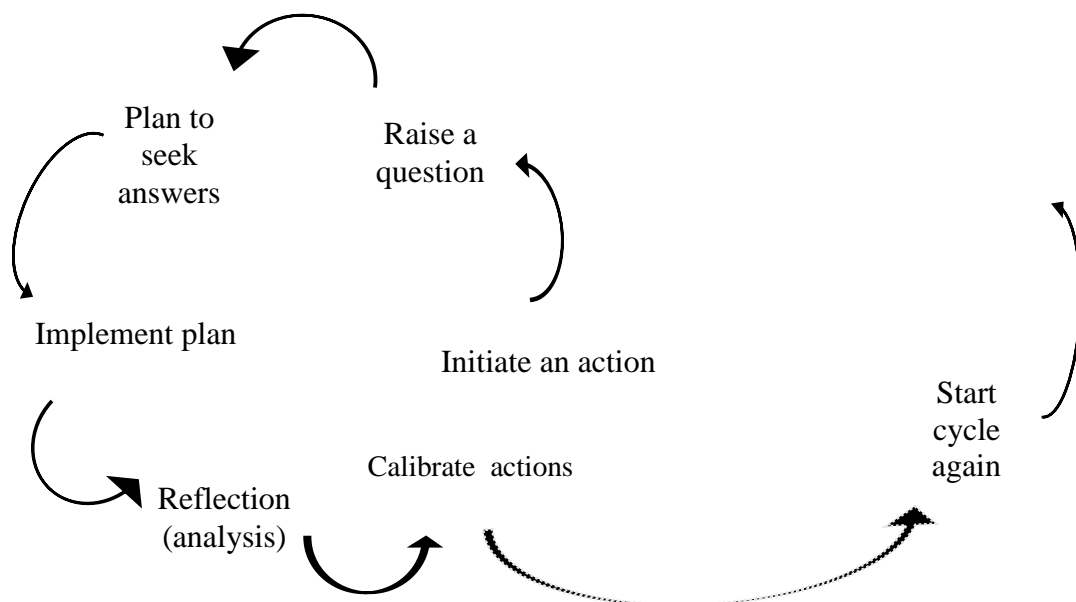 Plan to
seek
answers
Raise a
question
Implement plan
Initiate an action
Start
cycle
again
Calibrate actions
Reflection
(analysis)